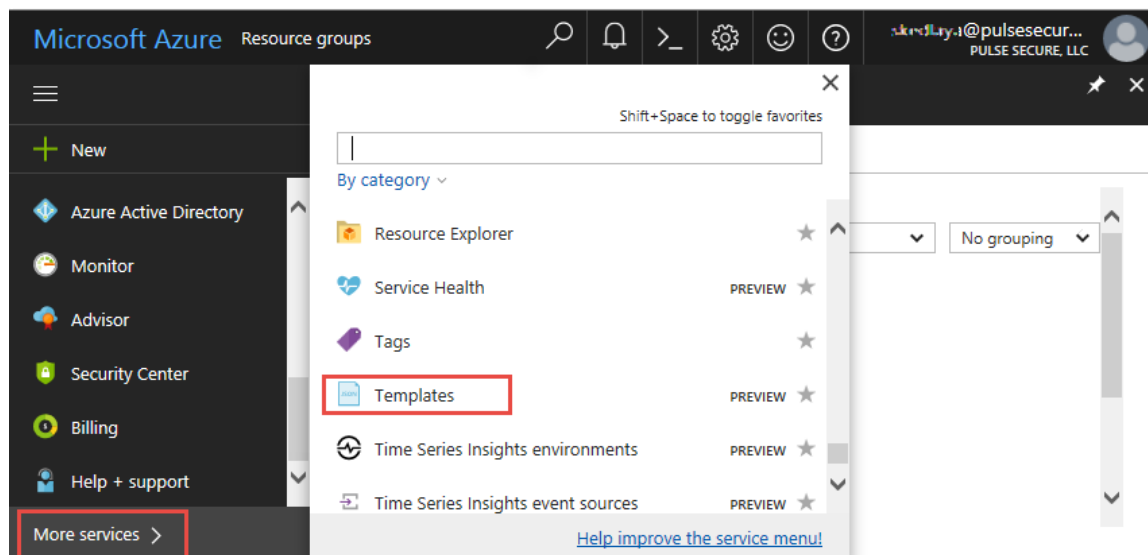 Microsoft Azure Resource groups
@pulsesecur...
PULSE SECURE, LLC
Shift+Space to toggle favorites
New
By category
Azure Active Directory
Resource Explorer
No grouping
Monitor
Service Health PREVIEW
Advisor
Tags
Security Center
Templates PREVIEW
Billing
Time Series Insights environments PREVIEW
Help + support
Time Series Insights event sources PREVIEW
More services
Help improve the service menu!